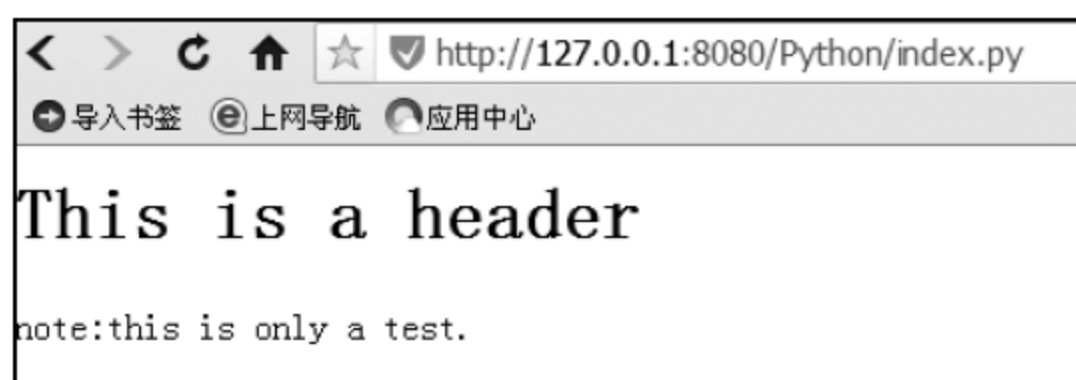 http://127.0.0.1:8080/Python/index.py
导入书签 上网导航 应用中心
This is a header
note:this is only a test.